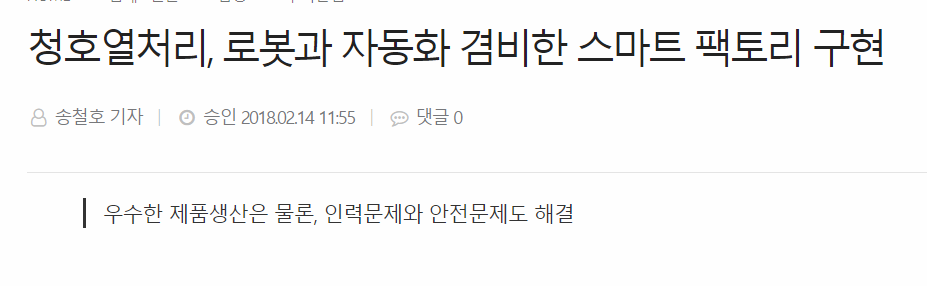 청호열처리, 로봇과 자동화 겸비한 스마트 팩토리 구현
송철호 기자 | 승인 2018.02.14 11:55 | 댓글 0
우수한 제품생산은 물론, 인력문제와 안전문제도 해결